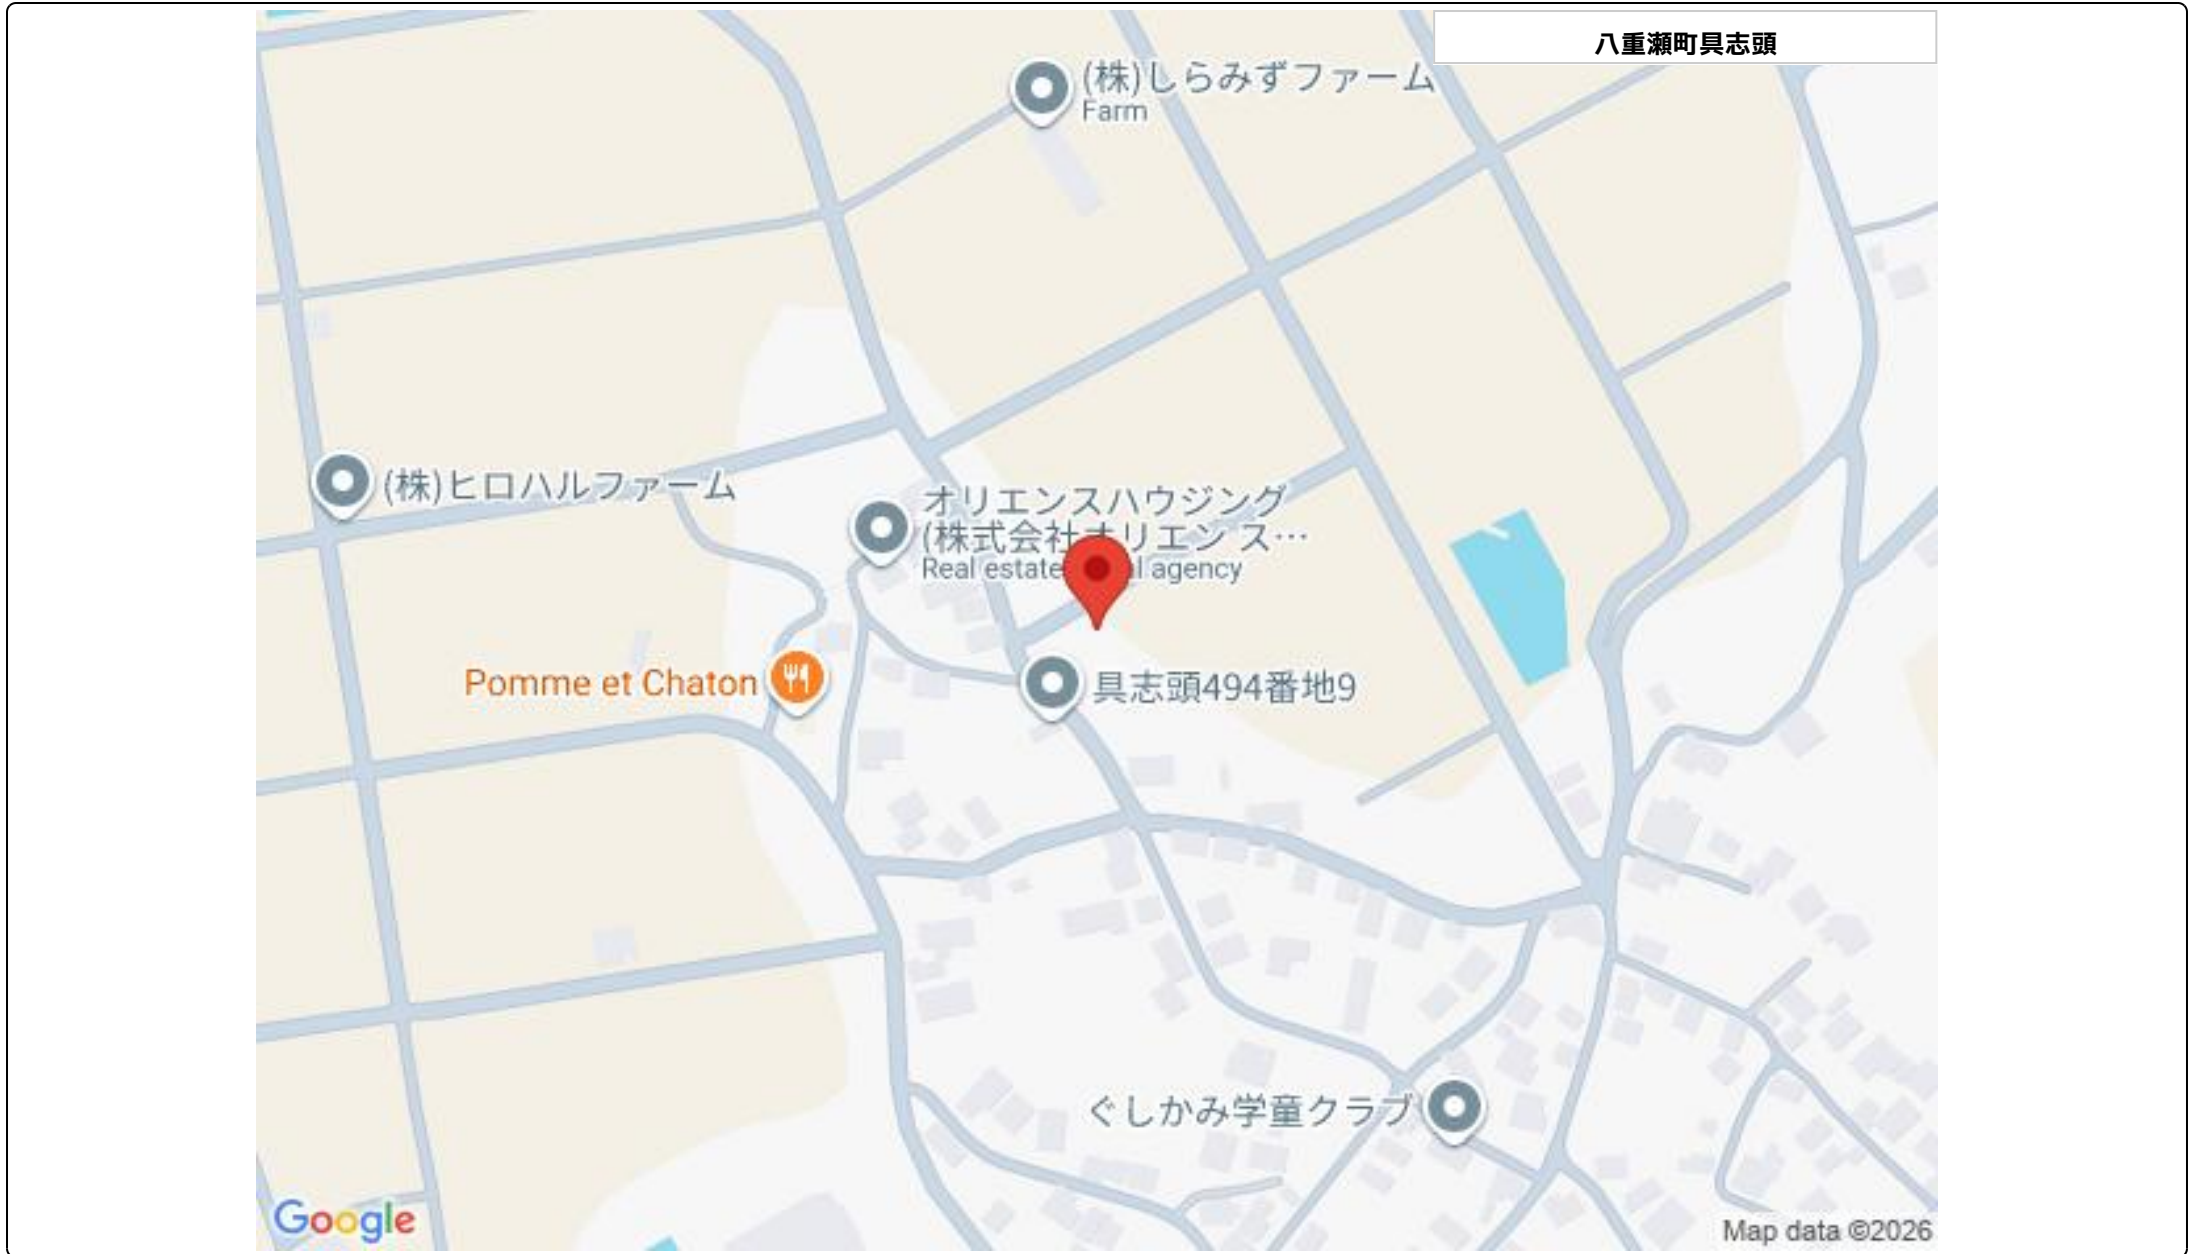 八重瀬町具志頭
(株)しらみずファーム
Farm
(株)ヒロハルファーム
オリエンスハウジング
(株式会社オリエンス…
Real estate l agency
Pomme et Chaton
具志頭494番地9
ぐしかみ学童クラブ
Google
Map data ©2026